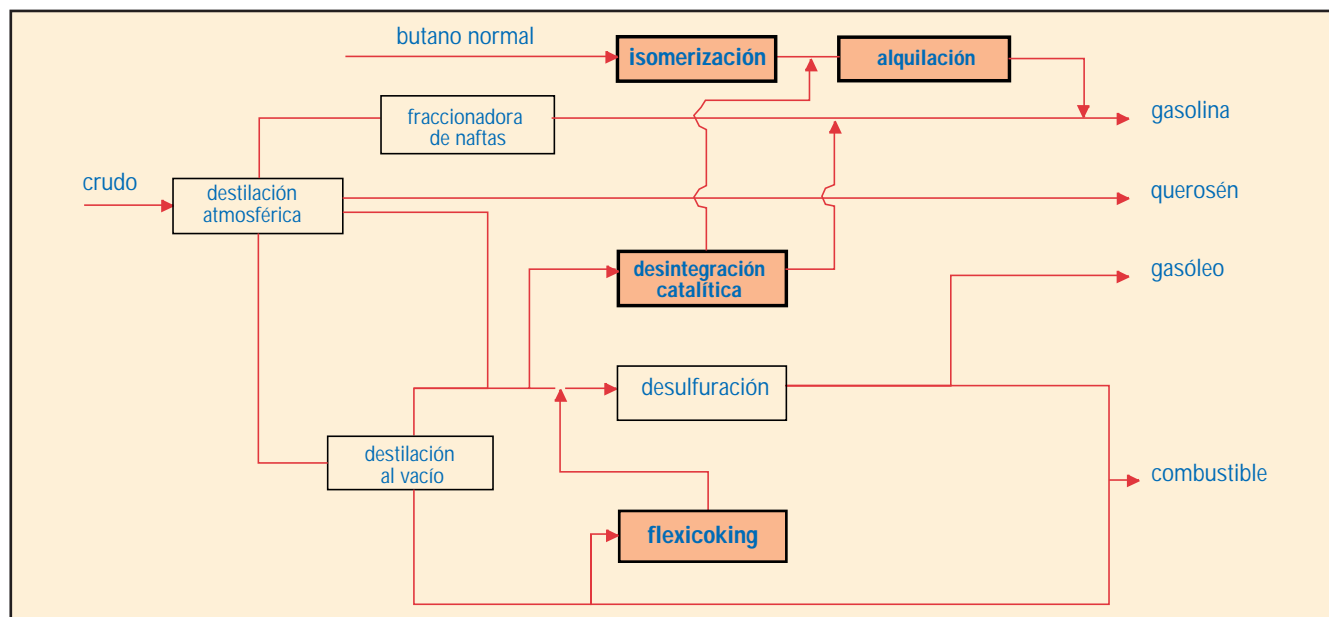 butano normal
isomerización
alquilación
fraccionadora
de naftas
gasolina
crudo
destilación
atmosférica
querosén
desintegración
catalítica
gasóleo
desulfuración
destilación
al vacío
combustible
flexicoking